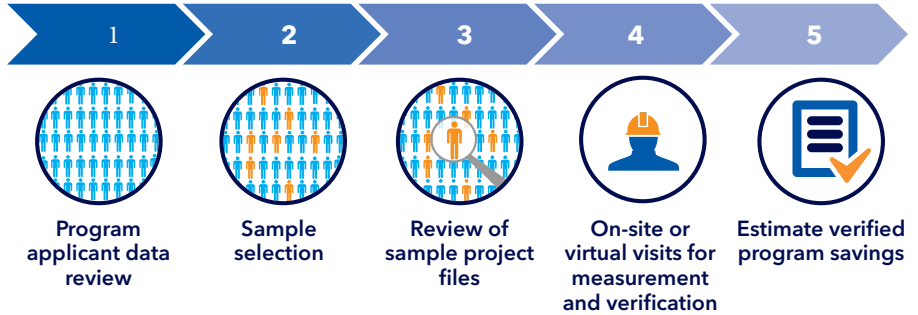 1
2
3
4
5
Program
applicant data
review
Sample
selection
Review of
sample project
files
On-site or
virtual visits for
measurement
and verification
Estimate verified
program savings